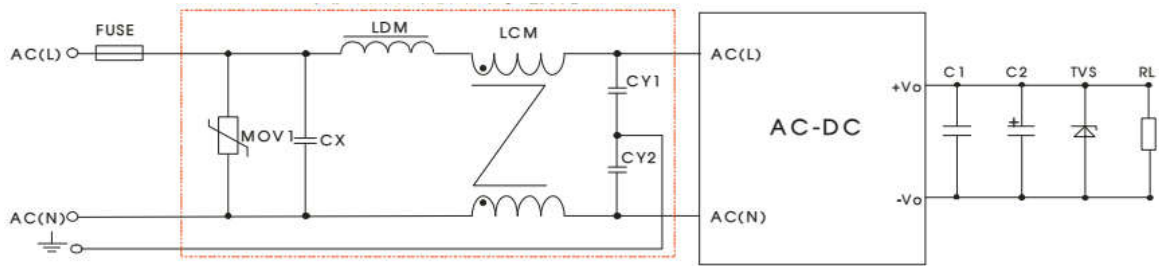 FUSE
LDM
LCM
AC(L)
AC(L)
CY1
MOV1
CX
CY2
AC(N)
AC(N)
AC-DC
+Vo
-Vo
C1
C2
TVS
RL
+